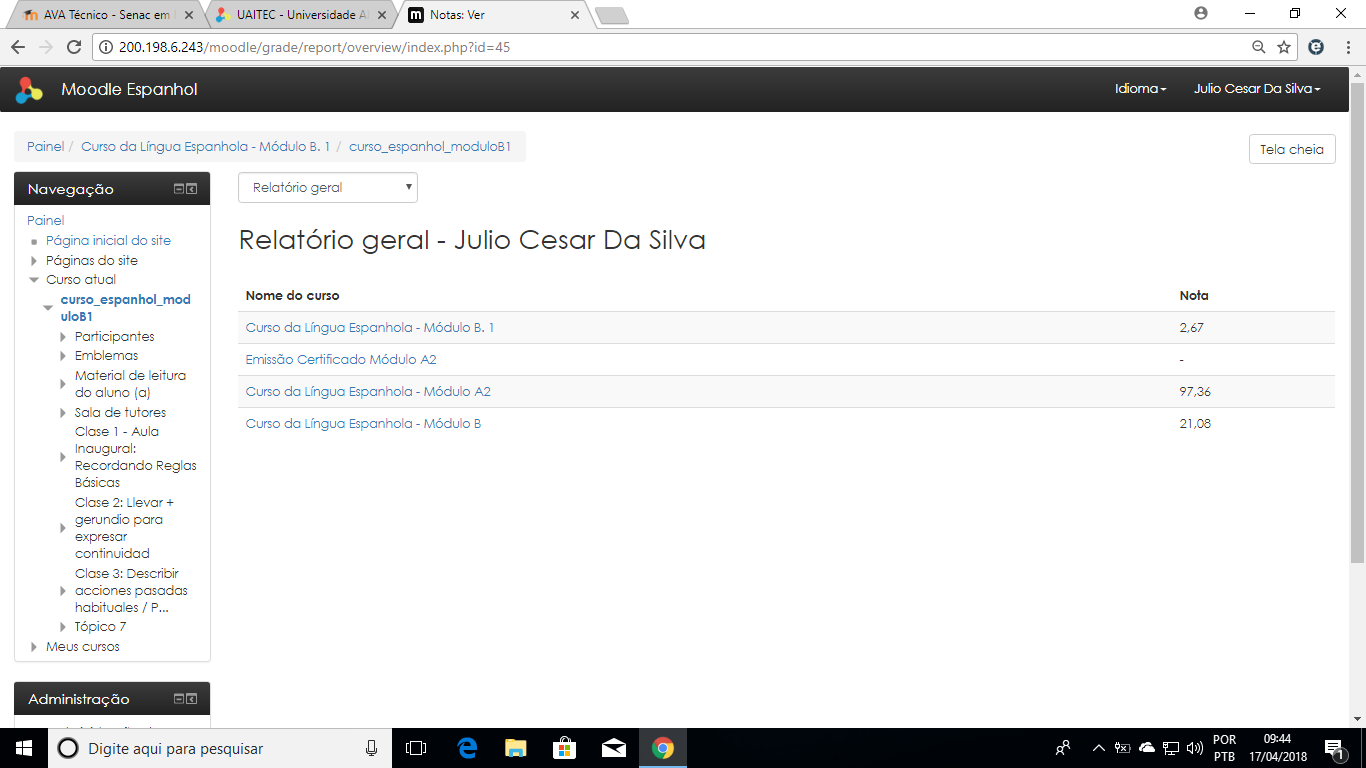 AVA Técnico - Senac em
UAITEC - Universidade A
Notas: Ver
200.198.6.243/moodle/grade/report/overview/index.php?id=45
Moodle Espanhol
Idioma
Julio Cesar Da Silva
Painel / Curso da Língua Espanhola - Módulo B. 1 / curso_espanhol_moduloB1
Tela cheia
Navegação
Painel
Página inicial do site
Páginas do site
Curso atual
curso_espanhol_mod
uloB1
Participantes
Emblemas
Material de leitura
do aluno (a)
Sala de tutores
Clase 1 - Aula
Inaugural:
Recordando Reglas
Básicas
Clase 2: Llevar +
gerundio para
expresar
continuidad
Clase 3: Describir
acciones pasadas
habituales / P...
Tópico 7
Meus cursos
Administração
Relatório geral
Relatório geral - Julio Cesar Da Silva
Nome do curso Nota
Curso da Língua Espanhola - Módulo B. 1 2,67
Emissão Certificado Módulo A2 -
Curso da Língua Espanhola - Módulo A2 97,36
Curso da Língua Espanhola - Módulo B 21,08
Digite aqui para pesquisar
POR
PTB
09:44
17/04/2018
1